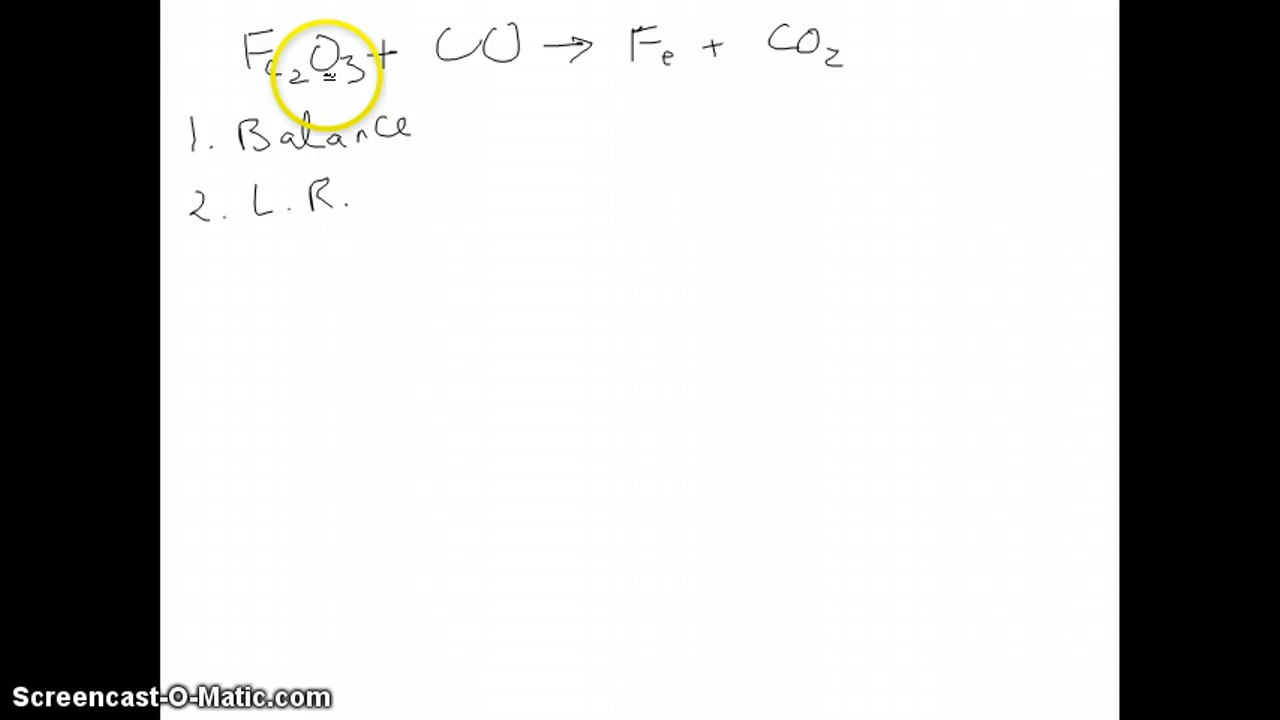 Fe₂O₃ + CO → Fe + CO₂
1. Balance
2. L.R.
Screencast-O-Matic.com